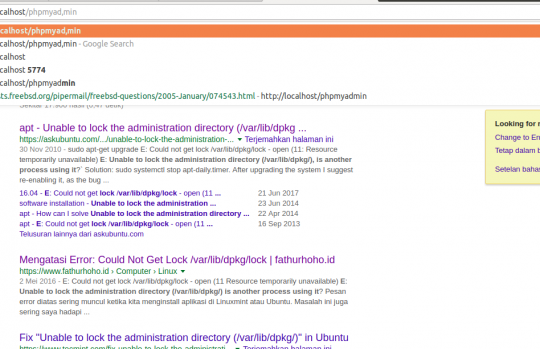 calhost/phpmyad,min
calhost/phpmyad,min
calhost/phpmyad,min - Google Search
calhost
calhost 5774
calhost/phpmyadmin
ts.freebsd.org/pipermail/freebsd-questions/2005-January/074543.html - http://localhost/phpmyadmin
Sekitar 17.900 hasil (0,47 detik)
apt - Unable to lock the administration directory (/var/lib/dpkg ...
https://askubuntu.com/.../unable-to-lock-the-administration-... Terjemahkan halaman ini
30 Nov 2010 - sudo apt-get upgrade E: Could not get lock /var/lib/dpkg/lock - open (11: Resource
temporarily unavailable) E: Unable to lock the administration directory (/var/lib/dpkg/), is another
process using it?` Solution: sudo systemctl stop apt-daily.timer. After upgrading the system I suggest
re-enabling it, as the bug ...
16.04 - E: Could not get lock /var/lib/dpkg/lock - open (11 ... 21 Jun 2017
software installation - Unable to lock the administration ... 23 Jun 2014
apt - How can I solve Unable to lock the administration directory ... 22 Apr 2014
apt - E: Could not get lock /var/lib/dpkg/lock - open (11 ... 16 Sep 2013
Telusuran lainnya dari askubuntu.com
Looking for r
Change to En
Tetap dalam b
Setelan bahas
Mengatasi Error: Could Not Get Lock /var/lib/dpkg/lock | fathurhoho.id
https://www.fathurhoho.id › Computer › Linux
2 Mei 2016 - E: Could not get lock /var/lib/dpkg/lock - open (11 Resource temporarily unavailable) E:
Unable to lock the administration directory (/var/lib/dpkg/) is another process using it? Pesan
error diatas sering muncul ketika kita menginstall aplikasi di Linuxmint atau Ubuntu. Masalah ini juga
sering saya hadapi ...
Fix "Unable to lock the administration directory (/var/lib/dpkg/)" in Ubuntu
https://www.tecmint.com/fix-unable-to-lock-the-administrati... Terjemahkan halaman ini